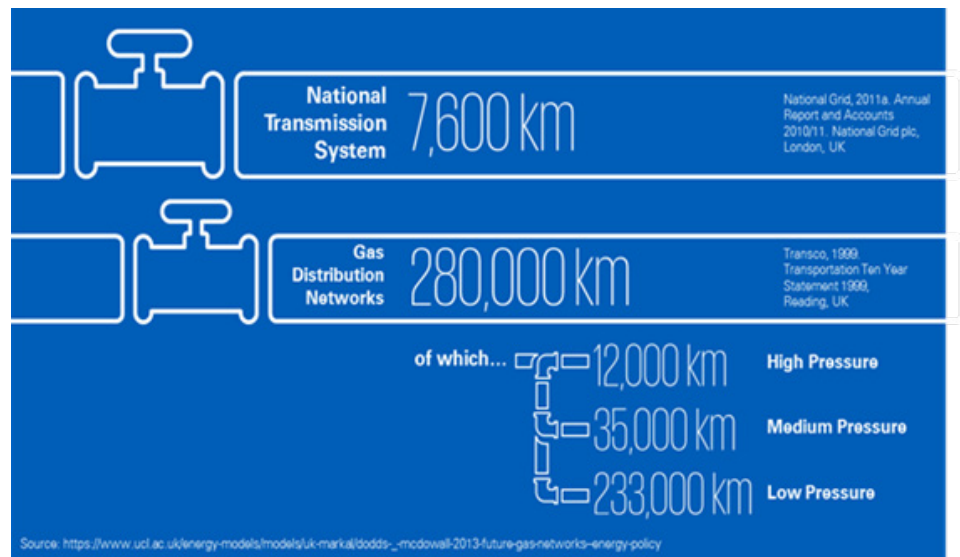 National
Transmission
System
7,600 km
National Grid, 2011a. Annual
Report and Accounts
2010/11. National Grid plc,
London, UK
Gas
Distribution
Networks
280,000 km
Transco, 1999.
Transportation Ten Year
Statement 1999,
Reading, UK
of which... 12,000 km High Pressure
35,000 km Medium Pressure
233,000 km Low Pressure
Source: https://www.ucl.ac.uk/energy-models/models/uk-markal/dodds-_-mcdowall-2013-future-gas-networks-energy-policy